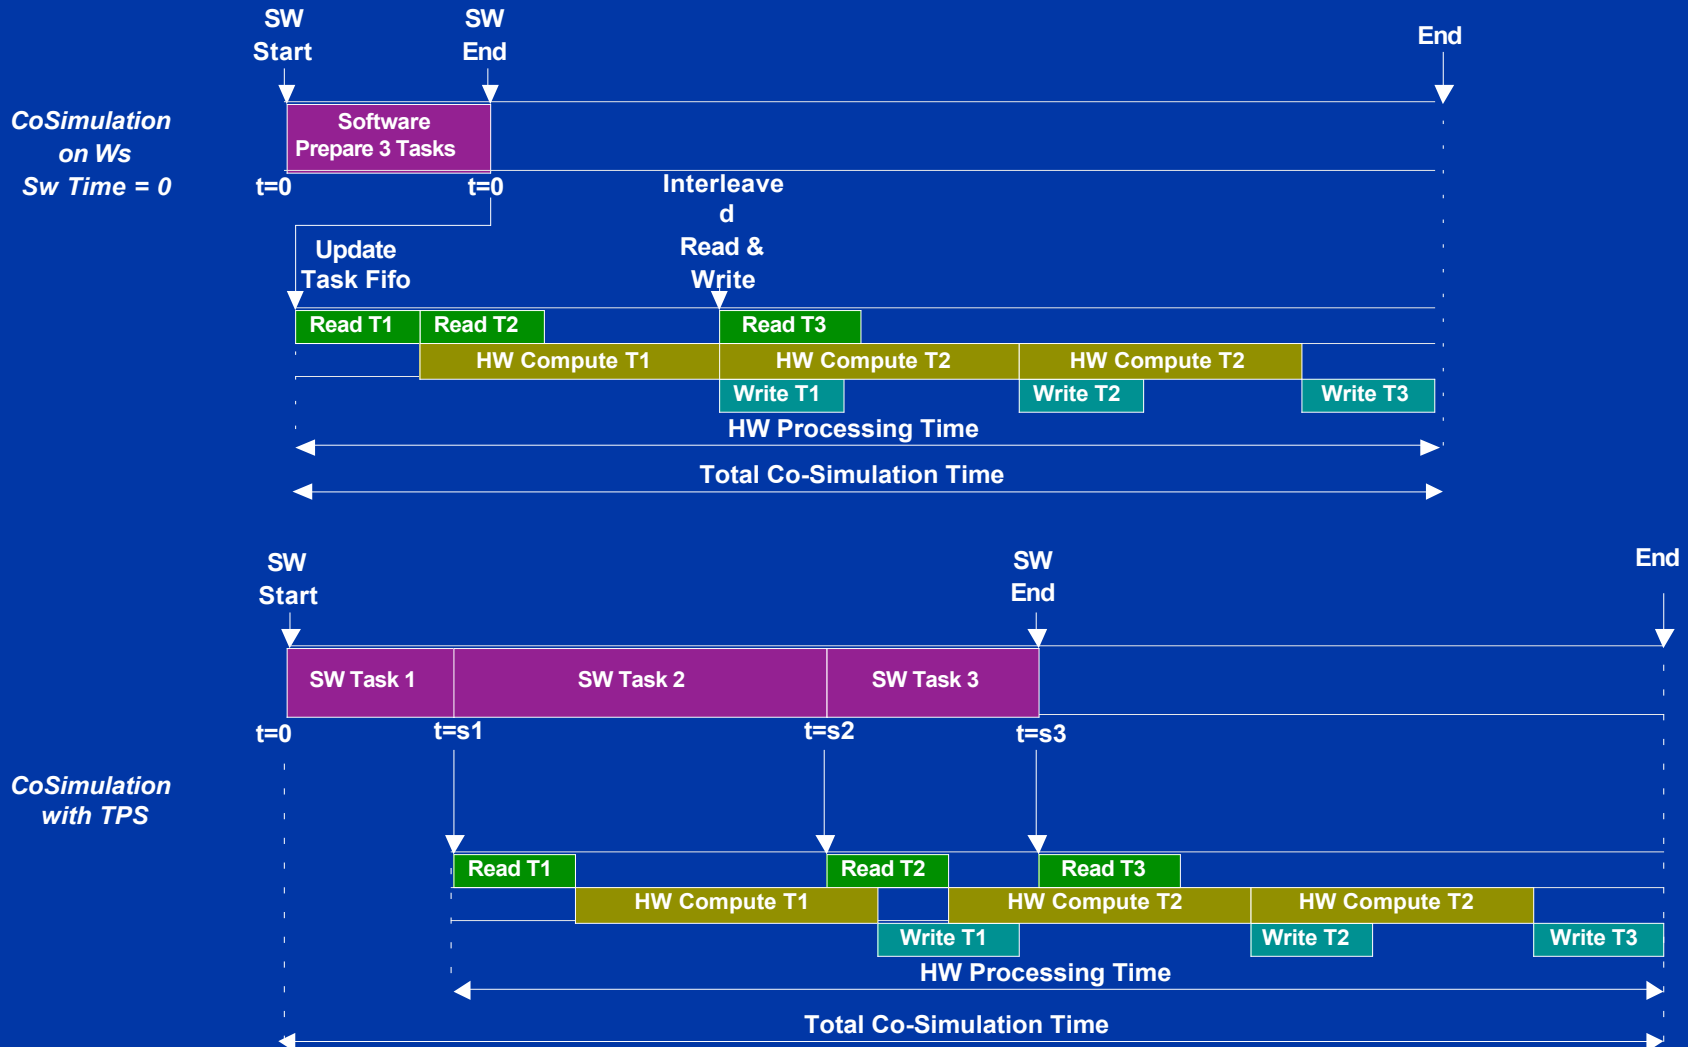 SW
Start
SW
End
End
CoSimulation
on Ws
Sw Time = 0
Software
Prepare 3 Tasks
t=0
t=0
Interleave
d
Read &
Write
Update
Task Fifo
Read T1
Read T2
Read T3
HW Compute T1
HW Compute T2
HW Compute T2
Write T1
Write T2
Write T3
HW Processing Time
Total Co-Simulation Time
SW
Start
SW
End
End
SW Task 1
SW Task 2
SW Task 3
t=0
t=s1
t=s2
t=s3
CoSimulation
with TPS
Read T1
Read T2
Read T3
HW Compute T1
HW Compute T2
HW Compute T2
Write T1
Write T2
Write T3
HW Processing Time
Total Co-Simulation Time